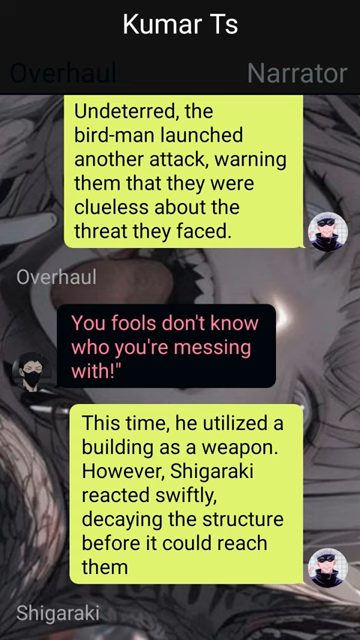 Kumar Ts
Overhaul
Narrator
Undeterred, the
bird-man launched
another attack, warning
them that they were
clueless about the
threat they faced.
Overhaul
You fools don't know
who you're messing
with!"
This time, he utilized a
building as a weapon.
However, Shigaraki
reacted swiftly,
decaying the structure
before it could reach
them
Shigaraki